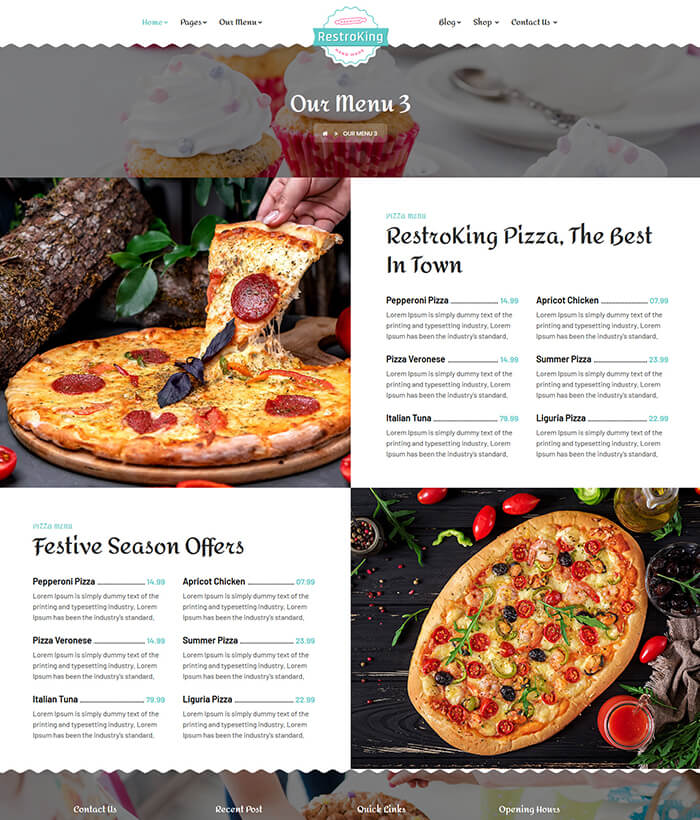 Home Pages Our Menu
Blog Shop Contact Us
RestroKing
HAND MADE
Our Menu 3
OUR MENU 3
PIZZA MENU
RestroKing Pizza, The Best
In Town
Pepperoni Pizza 14.99
Lorem Ipsum is simply dummy text of the
printing and typesetting industry. Lorem
Ipsum has been the industry's standard.
Apricot Chicken 07.99
Lorem Ipsum is simply dummy text of the
printing and typesetting industry. Lorem
Ipsum has been the industry's standard.
Pizza Veronese 14.99
Lorem Ipsum is simply dummy text of the
printing and typesetting industry. Lorem
Ipsum has been the industry's standard.
Summer Pizza 23.99
Lorem Ipsum is simply dummy text of the
printing and typesetting industry. Lorem
Ipsum has been the industry's standard.
Italian Tuna 79.99
Lorem Ipsum is simply dummy text of the
printing and typesetting industry. Lorem
Ipsum has been the industry's standard.
Liguria Pizza 22.99
Lorem Ipsum is simply dummy text of the
printing and typesetting industry. Lorem
Ipsum has been the industry's standard.
PIZZA MENU
Festive Season Offers
Pepperoni Pizza 14.99
Lorem Ipsum is simply dummy text of the
printing and typesetting industry. Lorem
Ipsum has been the industry's standard.
Apricot Chicken 07.99
Lorem Ipsum is simply dummy text of the
printing and typesetting industry. Lorem
Ipsum has been the industry's standard.
Pizza Veronese 14.99
Lorem Ipsum is simply dummy text of the
printing and typesetting industry. Lorem
Ipsum has been the industry's standard.
Summer Pizza 23.99
Lorem Ipsum is simply dummy text of the
printing and typesetting industry. Lorem
Ipsum has been the industry's standard.
Italian Tuna 79.99
Lorem Ipsum is simply dummy text of the
printing and typesetting industry. Lorem
Ipsum has been the industry's standard.
Liguria Pizza 22.99
Lorem Ipsum is simply dummy text of the
printing and typesetting industry. Lorem
Ipsum has been the industry's standard.
Contact Us Recent Post Quick Links Opening Hours